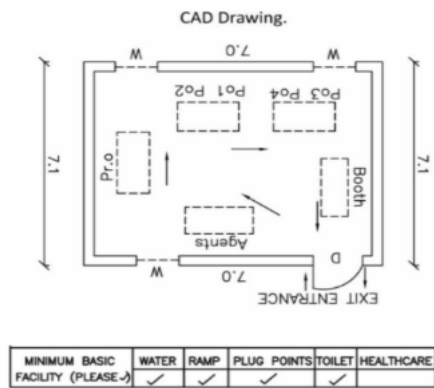 CAD Drawing.
7.0
W
W
Po2
Po1
Po4
Po3
7.1
7.1
Pr.o
Booth
Agents
D
W
7.0
EXIT ENTRANCE
MINIMUM BASIC FACILITY (PLEASE ✓)
WATER
RAMP
PLUG POINTS
TOILET
HEALTHCARE
✓
✓
✓
✓